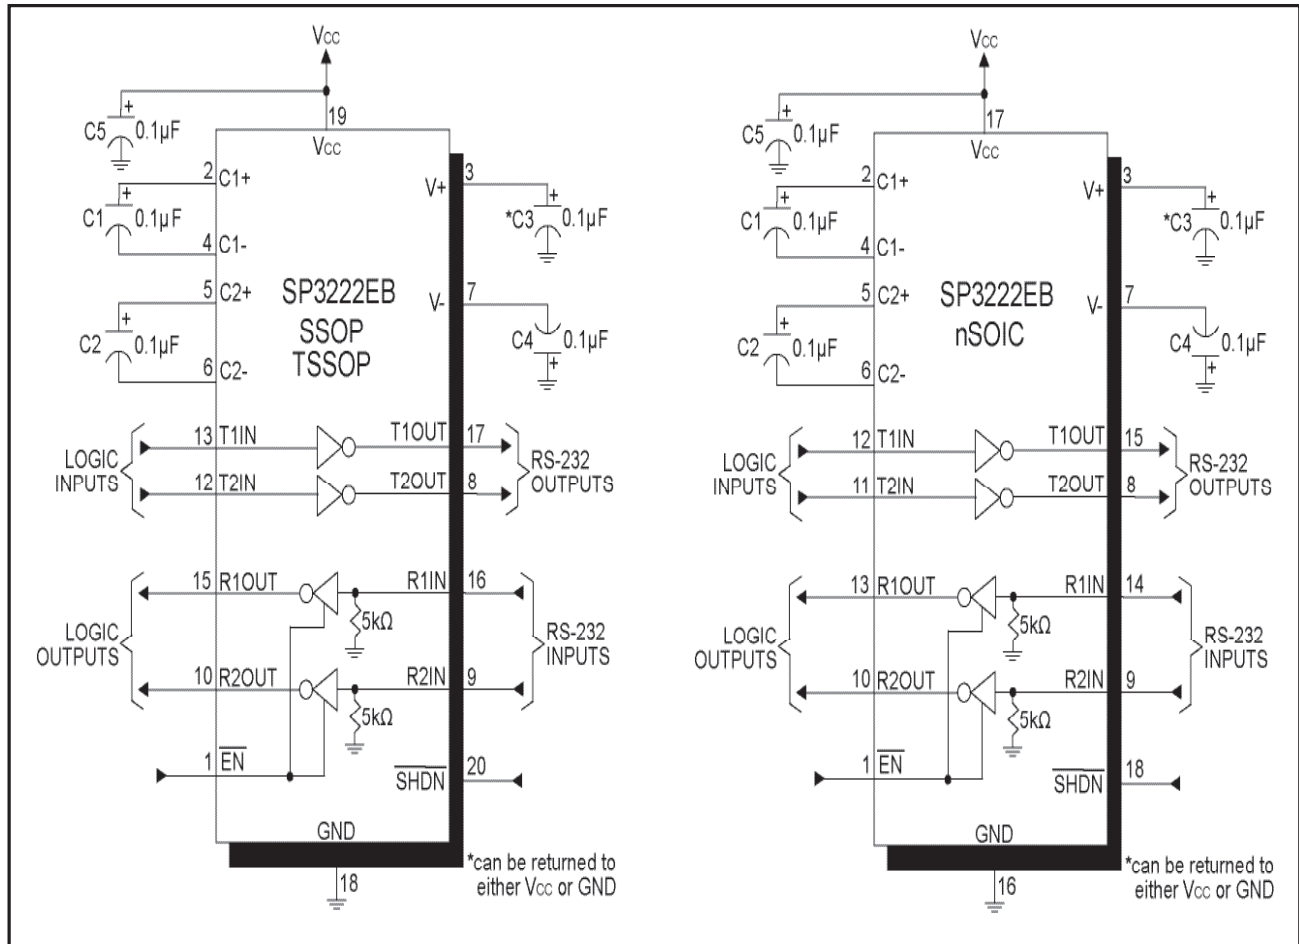 Vcc
19
Vcc
C5
+
0.1µF
2
C1+
+
C1
0.1µF
4
C1-
5
C2+
+
C2
0.1µF
6
C2-
V+
3
+
*C3
0.1µF
SP3222EB
SSOP
TSSOP
V-
7
C4
0.1µF
+
LOGIC
INPUTS
13
T1IN
T1OUT
17
12
T2IN
T2OUT
8
RS-232
OUTPUTS
LOGIC
OUTPUTS
15
R1OUT
R1IN
16
5kΩ
10
R2OUT
R2IN
9
5kΩ
RS-232
INPUTS
1
EN
SHDN
20
GND
18
*can be returned to
either Vcc or GND
Vcc
17
Vcc
C5
+
0.1µF
2
C1+
+
C1
0.1µF
4
C1-
5
C2+
+
C2
0.1µF
6
C2-
V+
3
+
*C3
0.1µF
SP3222EB
nSOIC
V-
7
C4
0.1µF
+
LOGIC
INPUTS
12
T1IN
T1OUT
15
11
T2IN
T2OUT
8
RS-232
OUTPUTS
LOGIC
OUTPUTS
13
R1OUT
R1IN
14
5kΩ
10
R2OUT
R2IN
9
5kΩ
RS-232
INPUTS
1
EN
SHDN
18
GND
16
*can be returned to
either Vcc or GND